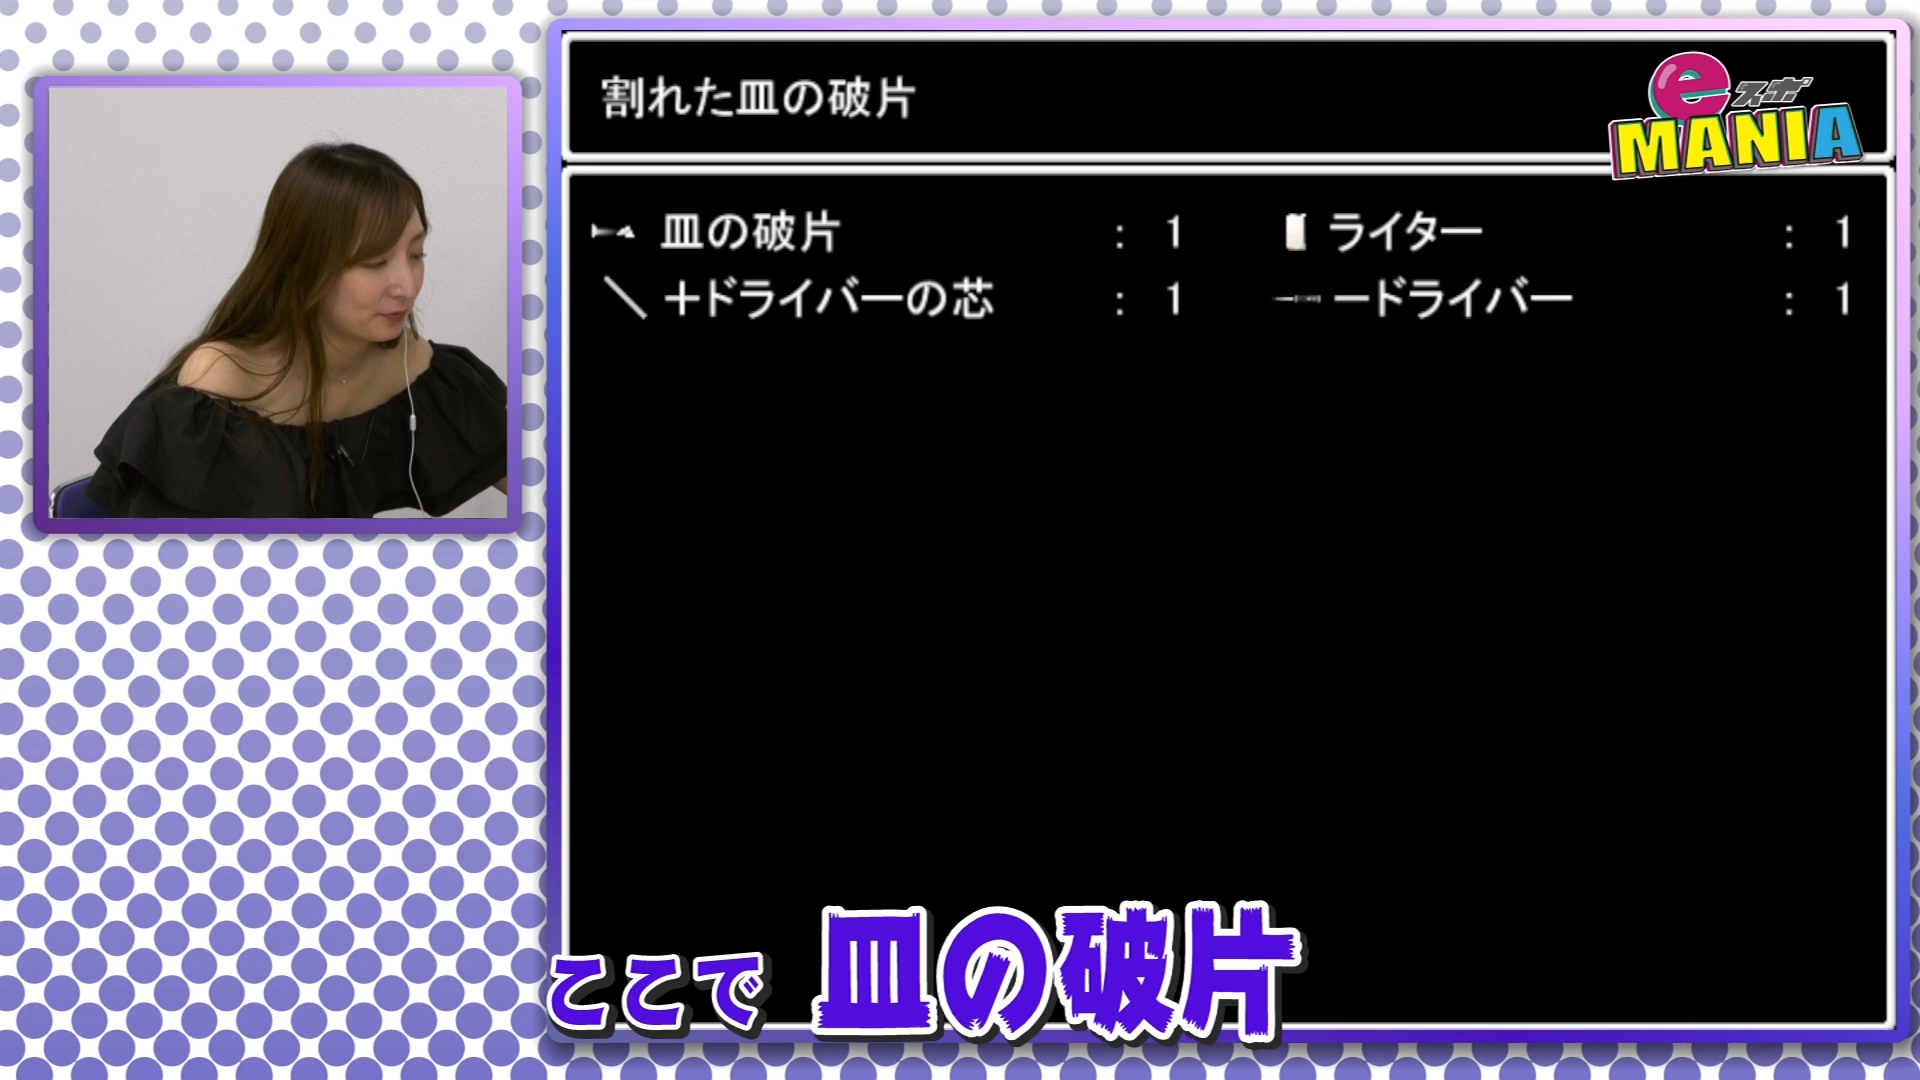 割れた皿の破片
eスポ
MANIA
皿の破片 : 1 ライター : 1
+ドライバーの芯 : 1 ードライバー : 1
ここで 皿の破片